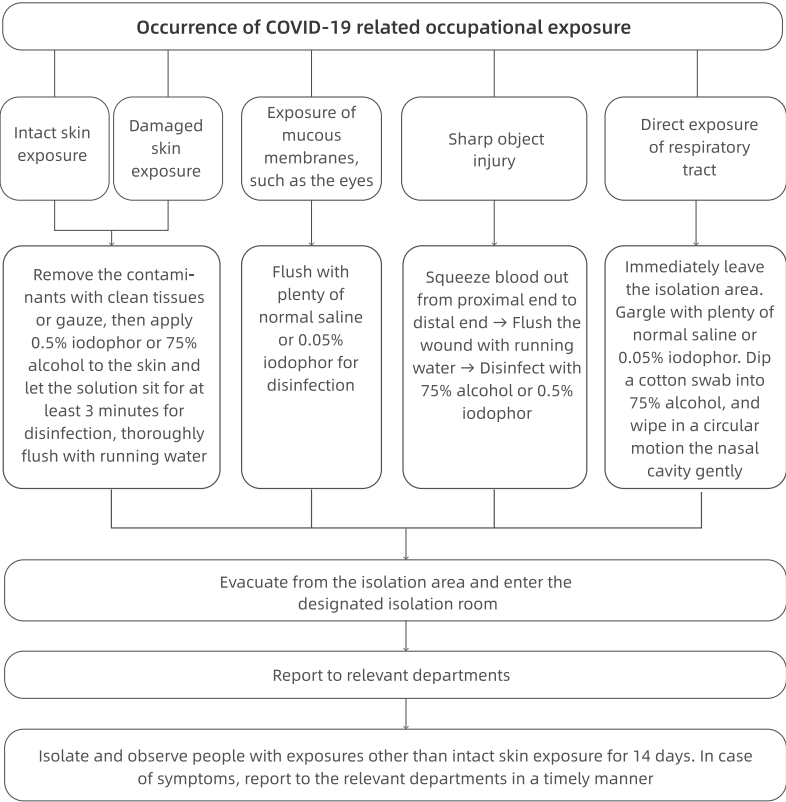 Occurrence of COVID-19 related occupational exposure
Intact skin
exposure
Damaged
skin
exposure
Exposure of
mucous
membranes,
such as the eyes
Sharp object
injury
Direct exposure
of respiratory
tract
Remove the contami-
nants with clean tissues
or gauze, then apply
0.5% iodophor or 75%
alcohol to the skin and
let the solution sit for at
least 3 minutes for
disinfection, thoroughly
flush with running water
Flush with
plenty of
normal saline
or 0.05%
iodophor for
disinfection
Squeeze blood out
from proximal end to
distal end → Flush the
wound with running
water → Disinfect with
75% alcohol or 0.5%
iodophor
Immediately leave
the isolation area.
Gargle with plenty of
normal saline or
0.05% iodophor. Dip
a cotton swab into
75% alcohol, and
wipe in a circular
motion the nasal
cavity gently
Evacuate from the isolation area and enter the
designated isolation room
Report to relevant departments
Isolate and observe people with exposures other than intact skin exposure for 14 days. In case
of symptoms, report to the relevant departments in a timely manner